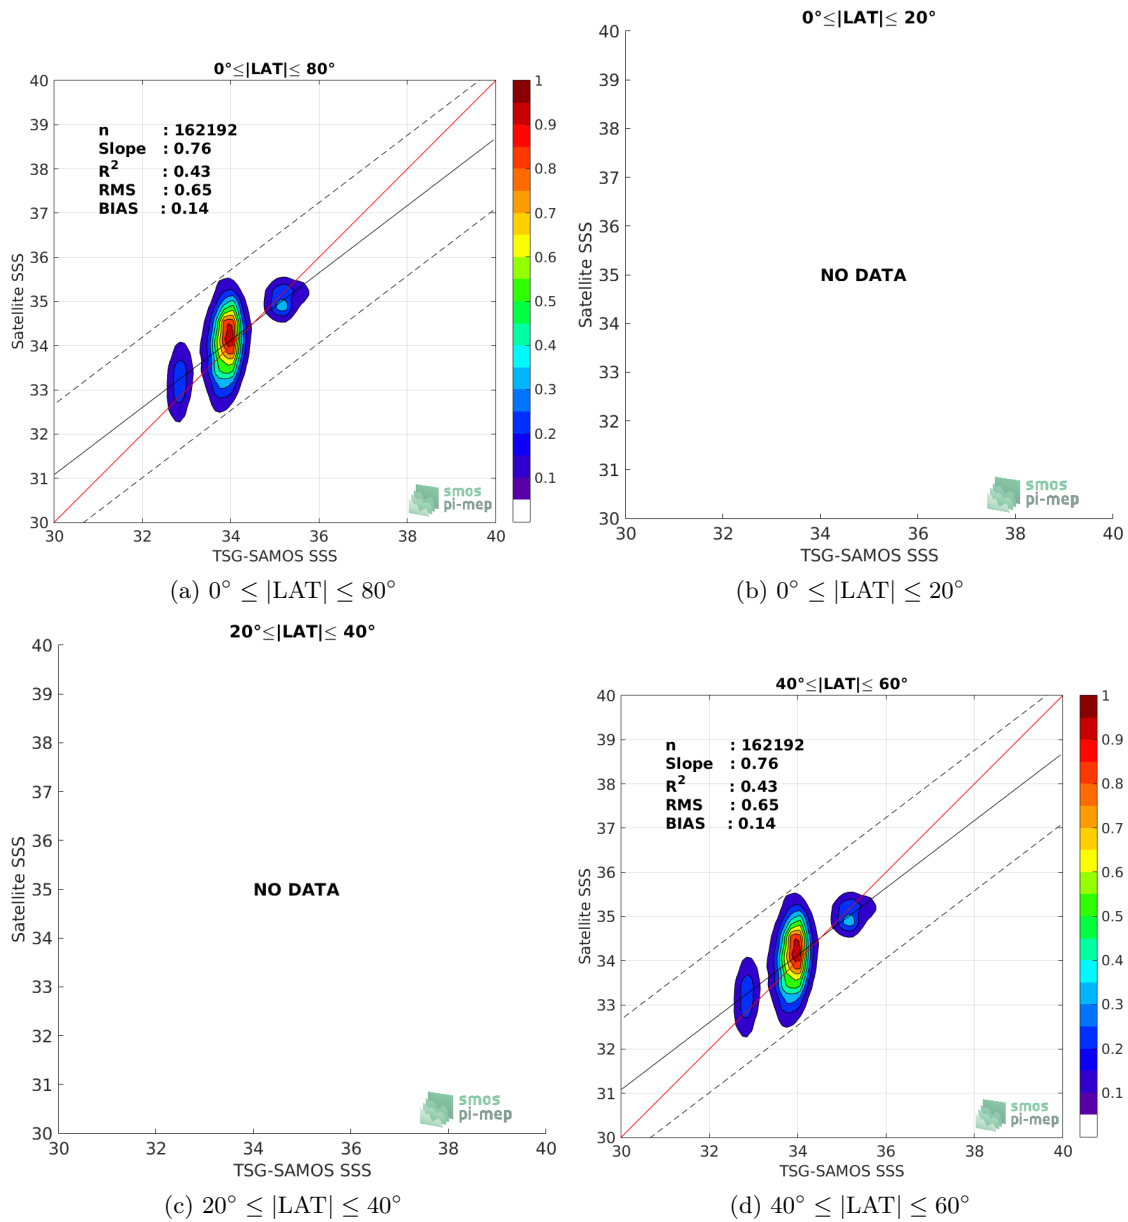 0°≤|LAT|≤ 80°
40
39
38
37
36
35
34
33
32
31
30
30
32
34
36
38
40
Satellite SSS
TSG-SAMOS SSS
n : 162192
Slope : 0.76
R² : 0.43
RMS : 0.65
BIAS : 0.14
1
0.9
0.8
0.7
0.6
0.5
0.4
0.3
0.2
0.1
smos
pi-mep
(a) 0° ≤ |LAT| ≤ 80°
0°≤|LAT|≤ 20°
40
39
38
37
36
35
34
33
32
31
30
30
32
34
36
38
40
Satellite SSS
TSG-SAMOS SSS
NO DATA
smos
pi-mep
(b) 0° ≤ |LAT| ≤ 20°
20°≤|LAT|≤ 40°
40
39
38
37
36
35
34
33
32
31
30
30
32
34
36
38
40
Satellite SSS
TSG-SAMOS SSS
NO DATA
smos
pi-mep
(c) 20° ≤ |LAT| ≤ 40°
40°≤|LAT|≤ 60°
40
39
38
37
36
35
34
33
32
31
30
30
32
34
36
38
40
Satellite SSS
TSG-SAMOS SSS
n : 162192
Slope : 0.76
R² : 0.43
RMS : 0.65
BIAS : 0.14
1
0.9
0.8
0.7
0.6
0.5
0.4
0.3
0.2
0.1
smos
pi-mep
(d) 40° ≤ |LAT| ≤ 60°